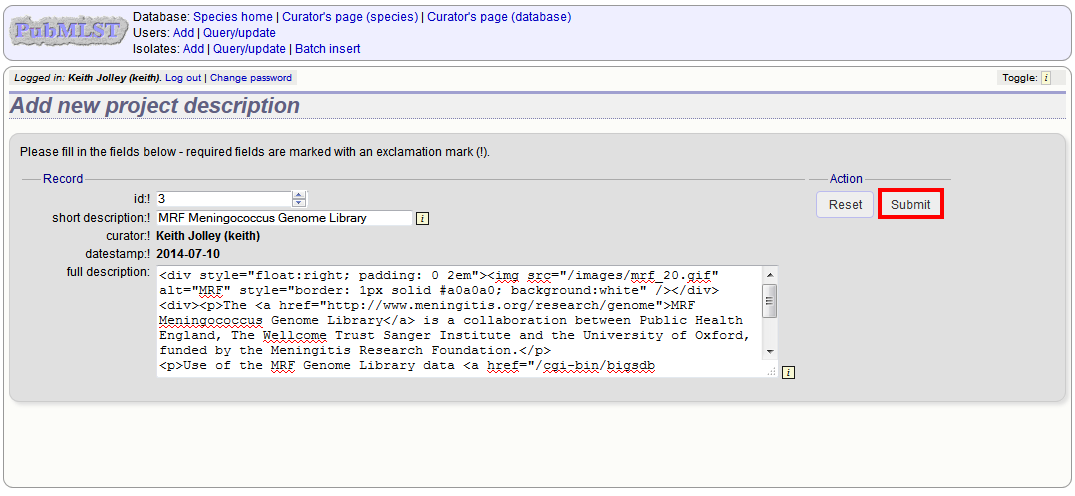 PubMLST
Database: Species home | Curator's page (species) | Curator's page (database)
Users: Add | Query/update
Isolates: Add | Query/update | Batch insert
Logged in: Keith Jolley (keith). Log out | Change password
Toggle: i
Add new project description
Please fill in the fields below - required fields are marked with an exclamation mark (!).
Record
id:! 3
short description:! MRF Meningococcus Genome Library i
curator:! Keith Jolley (keith)
datestamp:! 2014-07-10
full description: <div style="float:right; padding: 0 2em"><img src="/images/mrf_20.gif"
alt="MRF" style="border: 1px solid #a0a0a0; background:white" /></div>
<div><p>The <a href="http://www.meningitis.org/research/genome">MRF
Meningococcus Genome Library</a> is a collaboration between Public Health
England, The Wellcome Trust Sanger Institute and the University of Oxford,
funded by the Meningitis Research Foundation.</p>
<p>Use of the MRF Genome Library data <a href="/cgi-bin/bigsdb
i
Action
Reset Submit